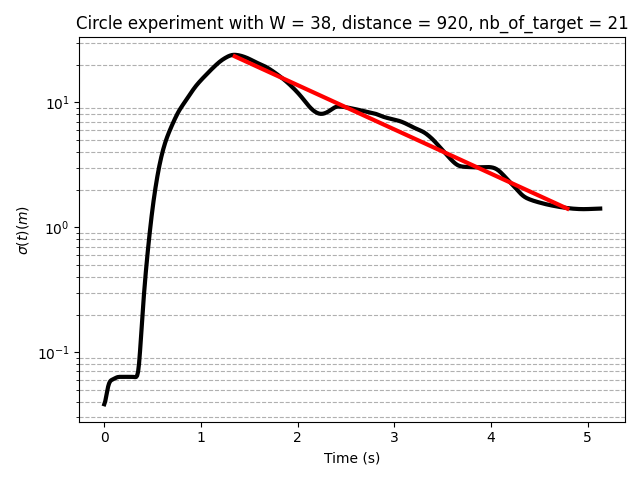 Circle experiment with W = 38, distance = 920, nb_of_target = 21
σ(t)(m)
10¹
10⁰
10⁻¹
0 1 2 3 4 5
Time (s)